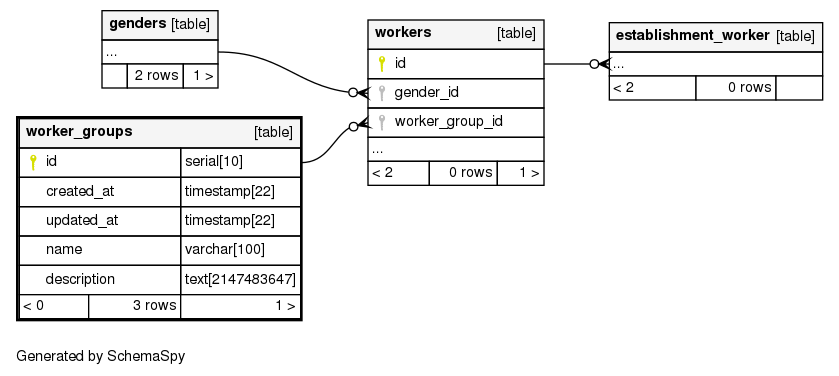 genders [table]
...
2 rows 1 >
workers [table]
id
gender_id
worker_group_id
...
< 2 0 rows 1 >
establishment_worker [table]
...
< 2 0 rows
worker_groups [table]
id serial[10]
created_at timestamp[22]
updated_at timestamp[22]
name varchar[100]
description text[2147483647]
< 0 3 rows 1 >
Generated by SchemaSpy